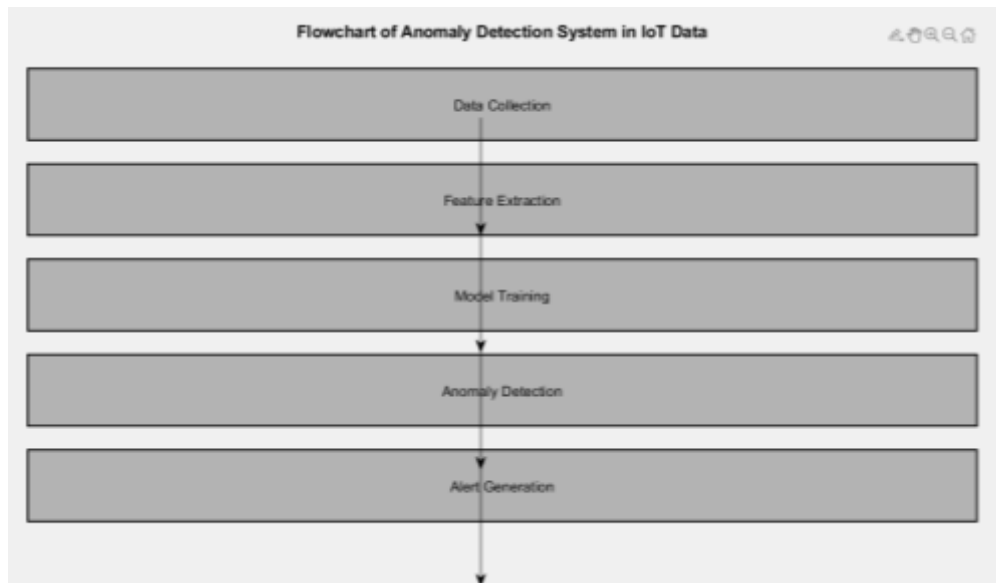 Flowchart of Anomaly Detection System in IoT Data
Data Collection
Feature Extraction
Model Training
Anomaly Detection
Alert Generation